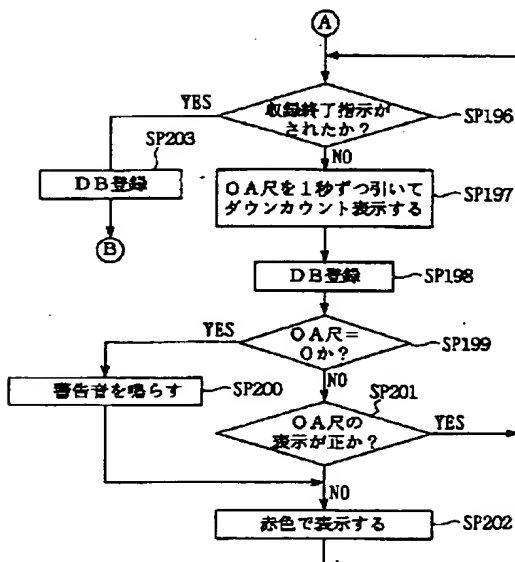 A
収録終了指示が
されたか?
SP196
YES
NO
SP203
DB登録
B
OA尺を1秒ずつ引いて
ダウンカウント表示する
SP197
DB登録
SP198
OA尺=
0か?
SP199
YES
NO
警告音を鳴らす
SP200
OA尺の
表示が正か?
SP201
YES
NO
赤色で表示する
SP202